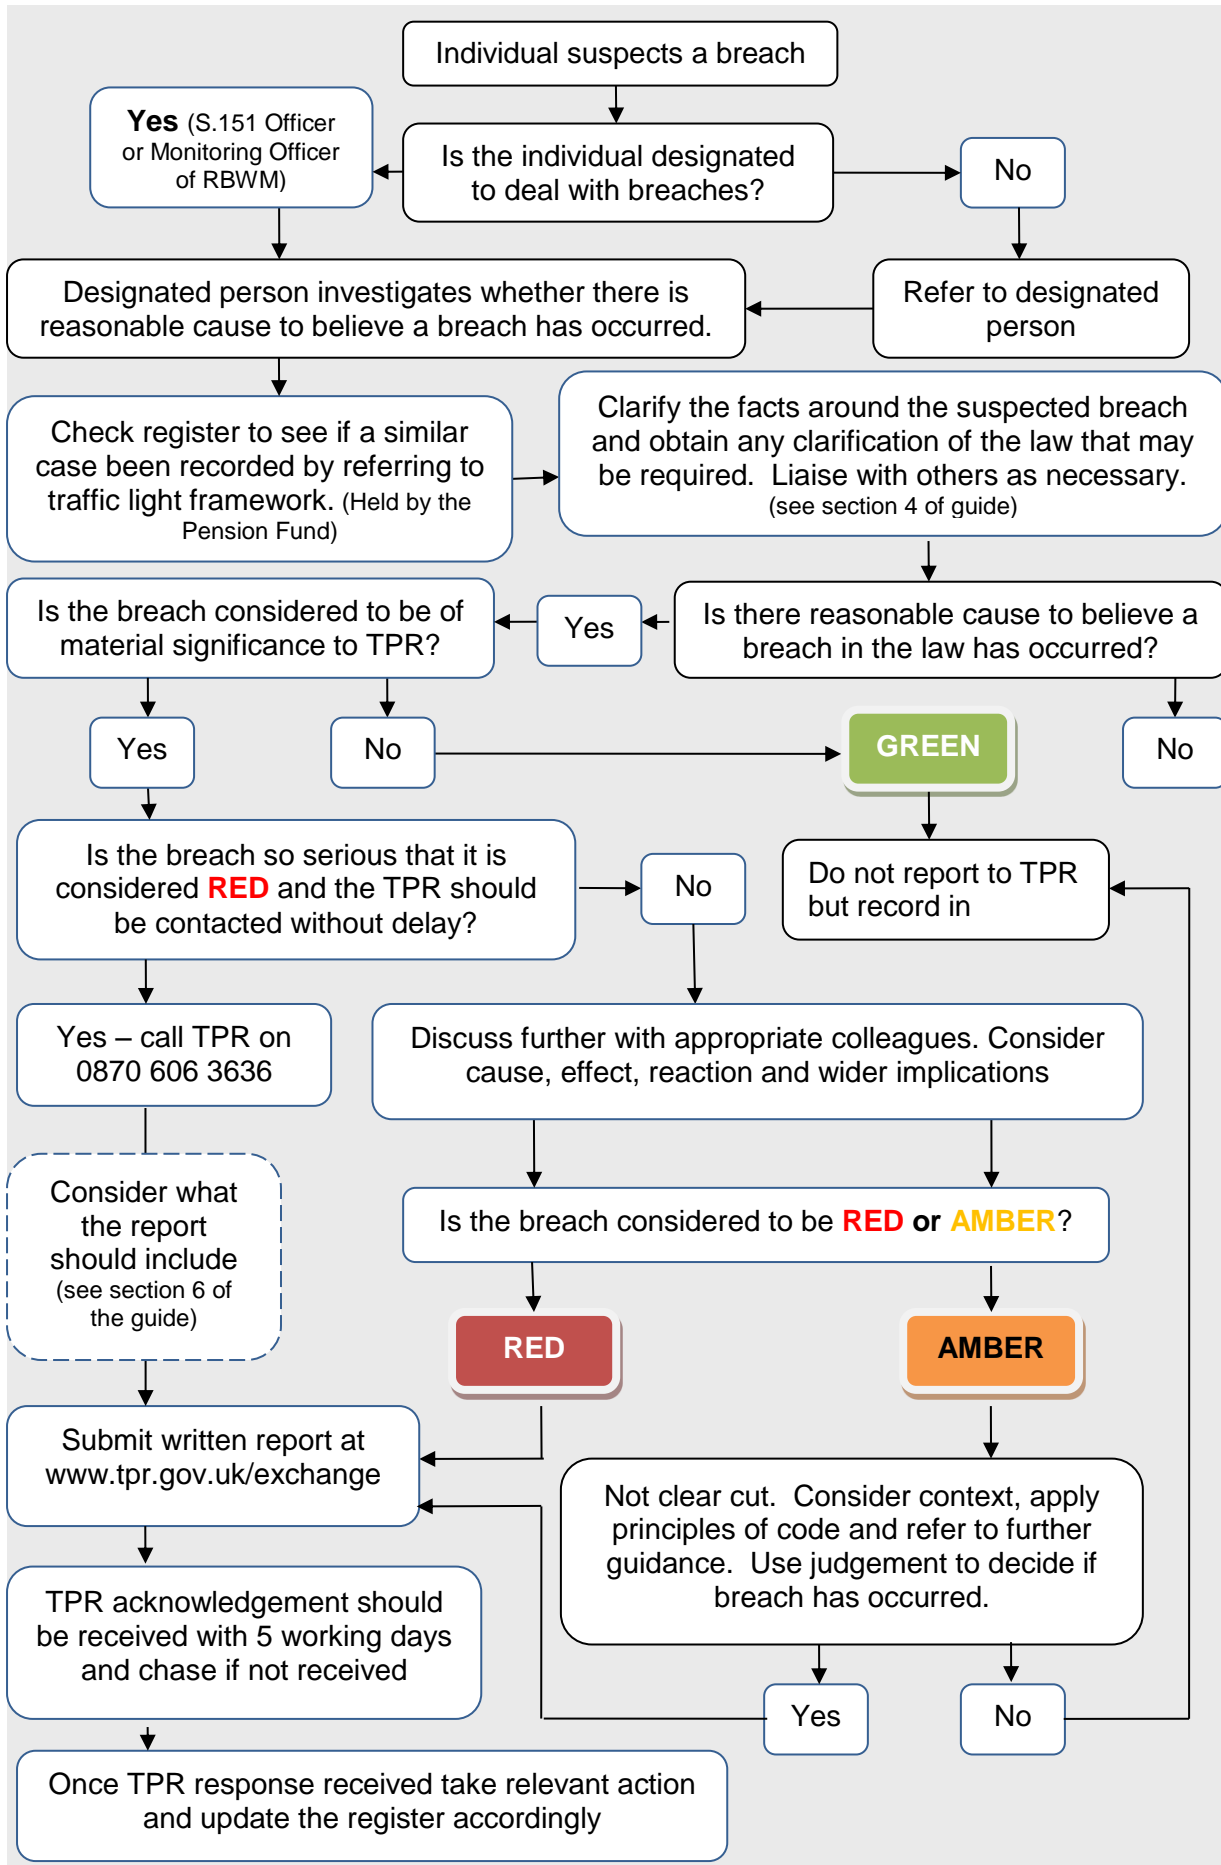 Individual suspects a breach
Yes (S.151 Officer
or Monitoring Officer
of RBWM)
Is the individual designated
to deal with breaches?
No
Designated person investigates whether there is
reasonable cause to believe a breach has occurred.
Refer to designated
person
Check register to see if a similar
case been recorded by referring to
traffic light framework. (Held by the
Pension Fund)
Clarify the facts around the suspected breach
and obtain any clarification of the law that may
be required.  Liaise with others as necessary.
(see section 4 of guide)
Is the breach considered to be of
material significance to TPR?
Yes
Is there reasonable cause to believe a
breach in the law has occurred?
Yes
No
GREEN
No
Is the breach so serious that it is
considered RED and the TPR should
be contacted without delay?
No
Do not report to TPR
but record in
Yes – call TPR on
0870 606 3636
Discuss further with appropriate colleagues. Consider
cause, effect, reaction and wider implications
Consider what
the report
should include
(see section 6 of
the guide)
Is the breach considered to be RED or AMBER?
RED
AMBER
Submit written report at
www.tpr.gov.uk/exchange
Not clear cut.  Consider context, apply
principles of code and refer to further
guidance.  Use judgement to decide if
breach has occurred.
TPR acknowledgement should
be received with 5 working days
and chase if not received
Yes
No
Once TPR response received take relevant action
and update the register accordingly